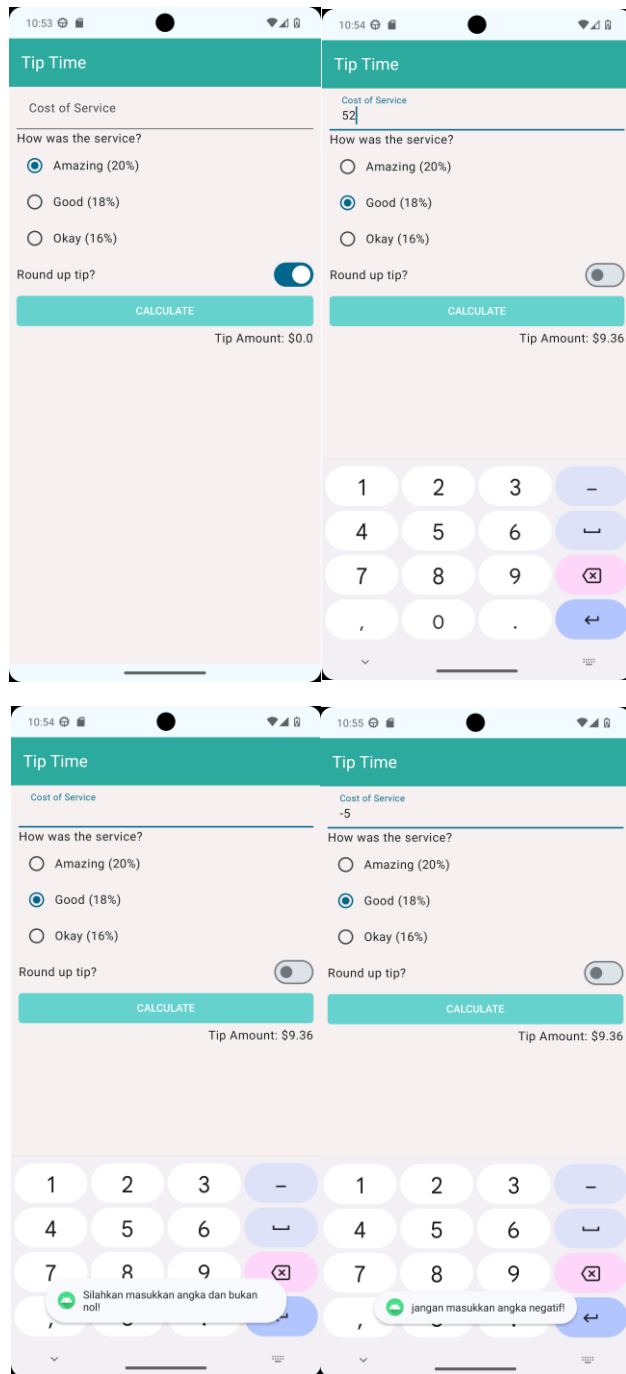 10:53
Tip Time
Cost of Service
How was the service?
Amazing (20%)
Good (18%)
Okay (16%)
Round up tip?
CALCULATE
Tip Amount: $0.0
10:54
Tip Time
Cost of Service
52
How was the service?
Amazing (20%)
Good (18%)
Okay (16%)
Round up tip?
CALCULATE
Tip Amount: $9.36
1 2 3 -
4 5 6
7 8 9
, 0 .
10:54
Tip Time
Cost of Service
How was the service?
Amazing (20%)
Good (18%)
Okay (16%)
Round up tip?
CALCULATE
Tip Amount: $9.36
1 2 3 -
4 5 6
7 8 9
Silahkan masukkan angka dan bukan
nol!
10:55
Tip Time
Cost of Service
-5
How was the service?
Amazing (20%)
Good (18%)
Okay (16%)
Round up tip?
CALCULATE
Tip Amount: $9.36
1 2 3 -
4 5 6
7 8 9
jangan masukkan angka negatif!
,